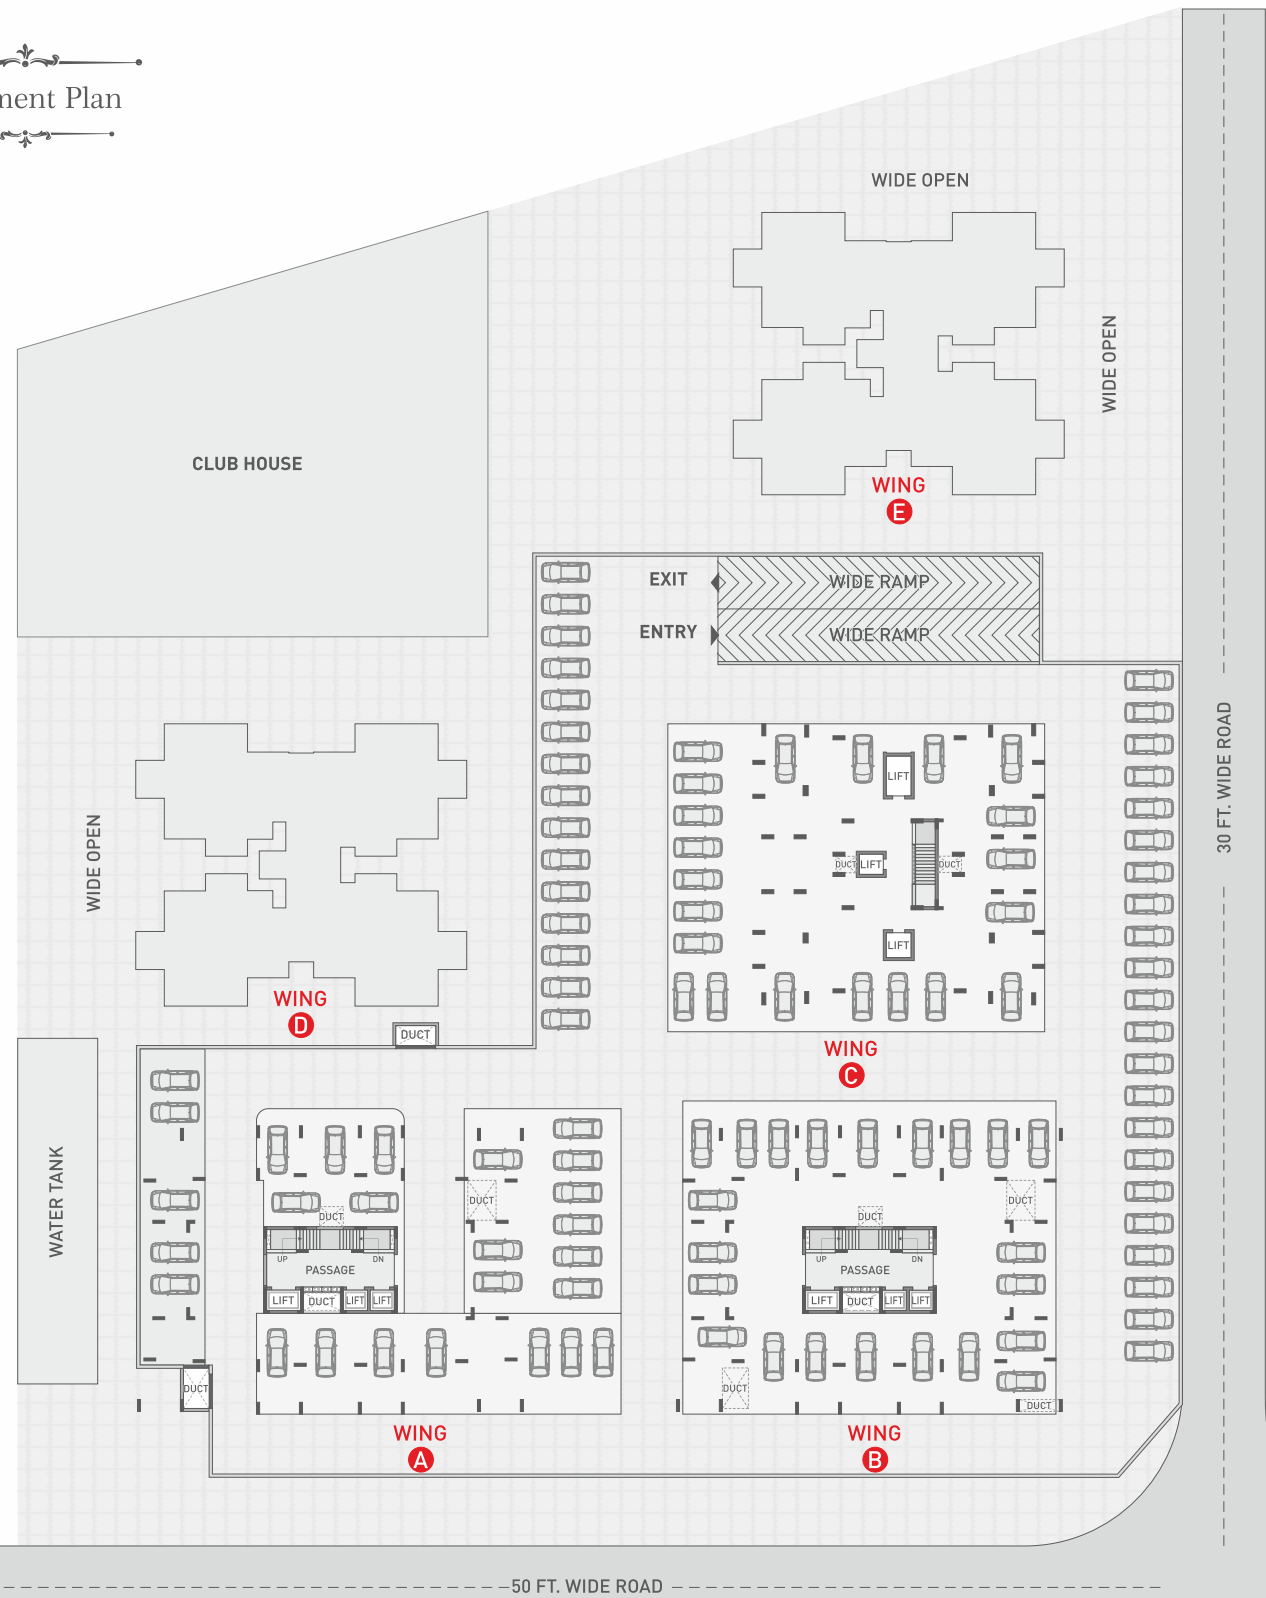 Plan
WIDE OPEN
WIDE OPEN
CLUB HOUSE
WING
E
EXIT
WIDE RAMP
ENTRY
WIDE RAMP
30 FT. WIDE ROAD
LIFT
DUCT
LIFT
DUCT
LIFT
WIDE OPEN
WING
D
DUCT
WING
C
WATER TANK
DUCT
DUCT
UP
DN
PASSAGE
LIFT
DUCT
LIFT
LIFT
DUCT
DUCT
DUCT
UP
DN
PASSAGE
LIFT
DUCT
LIFT
LIFT
DUCT
DUCT
DUCT
WING
A
WING
B
50 FT. WIDE ROAD